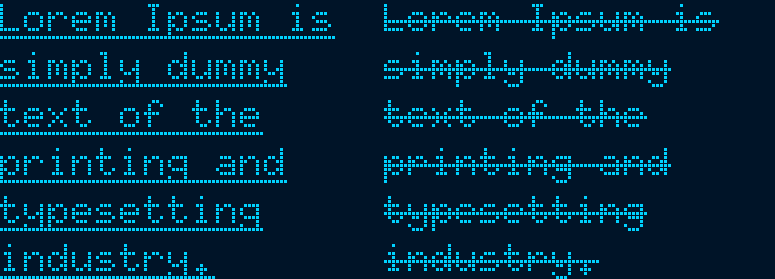 Lorem Ipsum is
simply dummy
text of the
printing and
typesetting
industry.
Lorem Ipsum is
simply dummy
text of the
printing and
typesetting
industry.